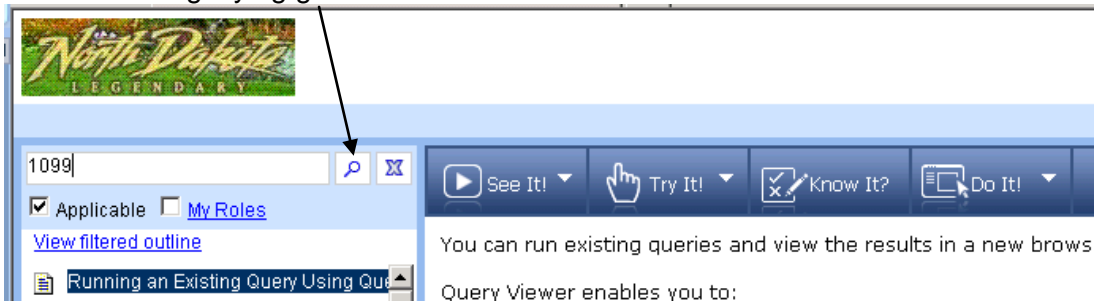 North Dakota
LEGENDARY
1099
See It!
Try It!
Know It?
Do It!
Applicable
My Roles
View filtered outline
You can run existing queries and view the results in a new brows
Running an Existing Query Using Que
Query Viewer enables you to: